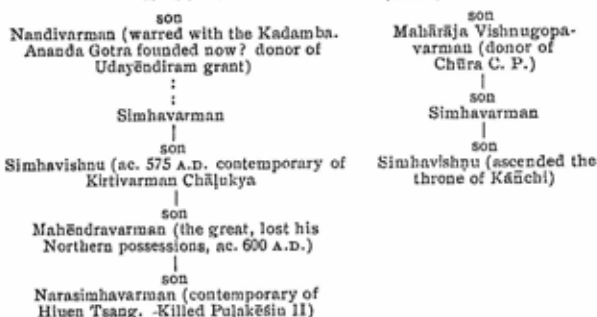 son
Nandivarman (warred with the Kadamba.
Ananda Gotra founded now? donor of
Udayēndiram grant)
:
:
Simhavarman
|
son
Simhavishnu (ac. 575 A.D. contemporary of
Kirtivarman Chāḷukya
|
son
Mahēndravarman (the great, lost his
Northern possessions, ac. 600 A.D.)
|
son
Narasimhavarman (contemporary of
Hiuen Tsang. -Killed Pulakēśin II)
son
Mahārāja Vishnugopa-
varman (donor of
Chūra C. P.)
|
son
Simhavarman
|
son
Simhavishṇu (ascended the
throne of Kāñchi)